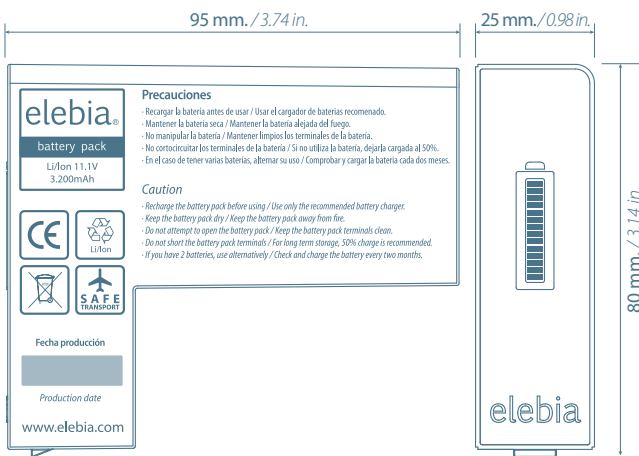 95 mm. / 3.74 in.
25 mm. / 0.98 in.
elebia®
battery pack
Li/Ion 11.1V
3.200mAh
Precauciones
· Recargar la batería antes de usar / Usar el cargador de baterias recomenado.
· Mantener la batería seca / Mantener la batería alejada del fuego.
· No manipular la batería / Mantener limpios los terminales de la batería.
· No cortocircuitar los terminales de la batería / Si no utiliza la batería, dejarla cargada al 50%.
· En el caso de tener varias baterías, alternar su uso / Comprobar y cargar la batería cada dos meses.
Caution
· Recharge the battery pack before using / Use only the recommended battery charger.
· Keep the battery pack dry / Keep the battery pack away from fire.
· Do not attempt to open the battery pack / Keep the battery pack terminals clean.
· Do not short the battery pack terminals / For long term storage, 50% charge is recommended.
· If you have 2 batteries, use alternatively / Check and charge the battery every two months.
CE
Li/Ion
SAFE
TRANSPORT
Fecha producción
Production date
www.elebia.com
elebia
80 mm. / 3.14 in.